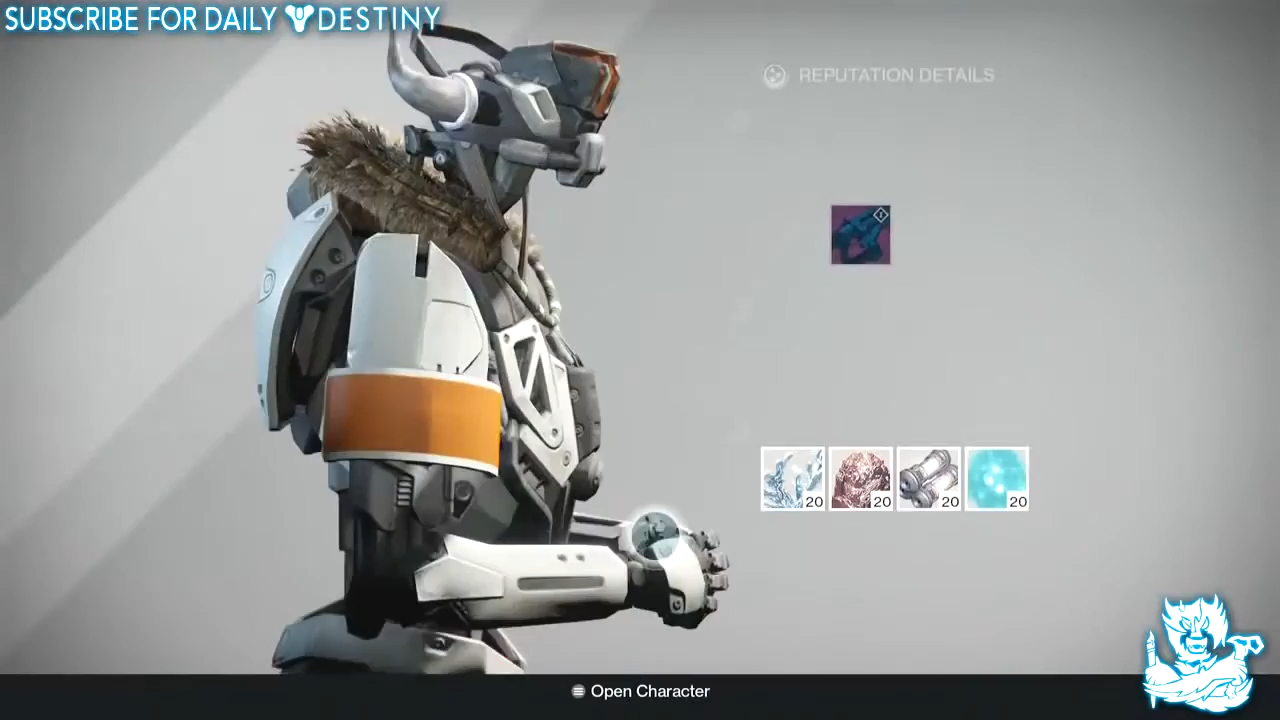 SUBSCRIBE FOR DAILY DESTINY
REPUTATION DETAILS
20 20 20 20
Open Character